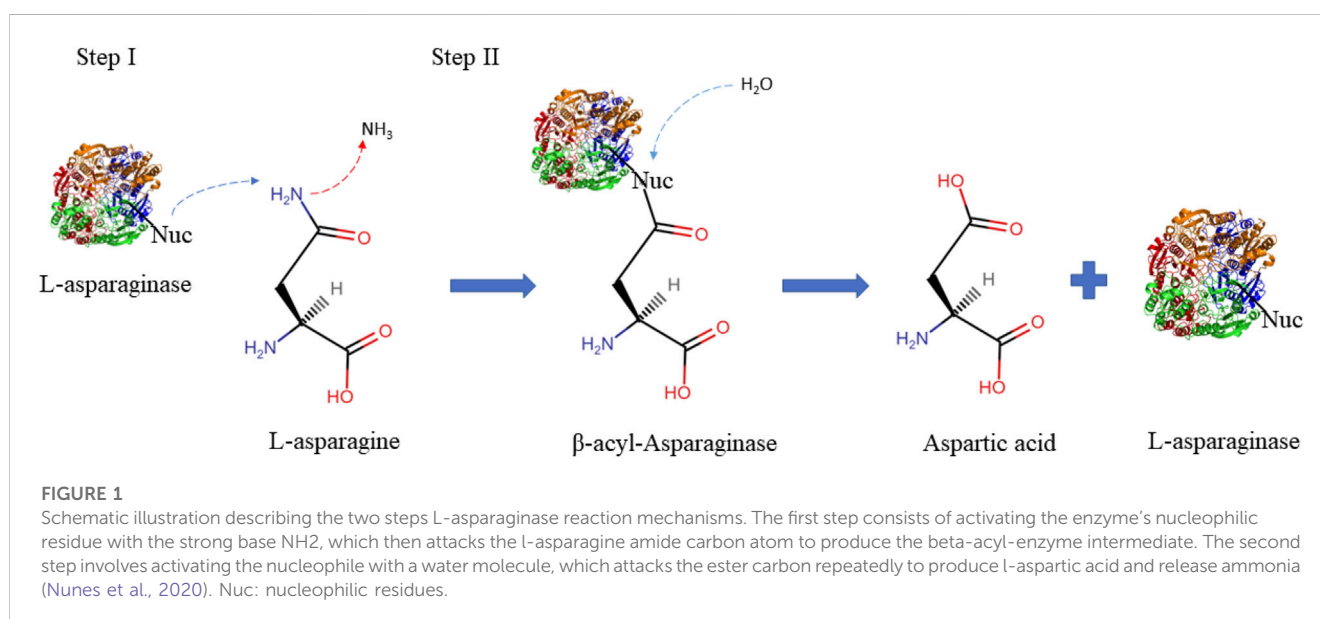 Step I
Step II
H₂O
NH₃
H₂N
Nuc
O
H
H₂N
O
HO
Nuc
O
H
H₂N
O
HO
HO
O
H
H₂N
O
HO
Nuc
L-asparaginase
L-asparagine
β-acyl-Asparaginase
Aspartic acid
L-asparaginase
FIGURE 1
Schematic illustration describing the two steps L-asparaginase reaction mechanisms. The first step consists of activating the enzyme's nucleophilic
residue with the strong base NH2, which then attacks the l-asparagine amide carbon atom to produce the beta-acyl-enzyme intermediate. The second
step involves activating the nucleophile with a water molecule, which attacks the ester carbon repeatedly to produce l-aspartic acid and release ammonia
(Nunes et al., 2020). Nuc: nucleophilic residues.